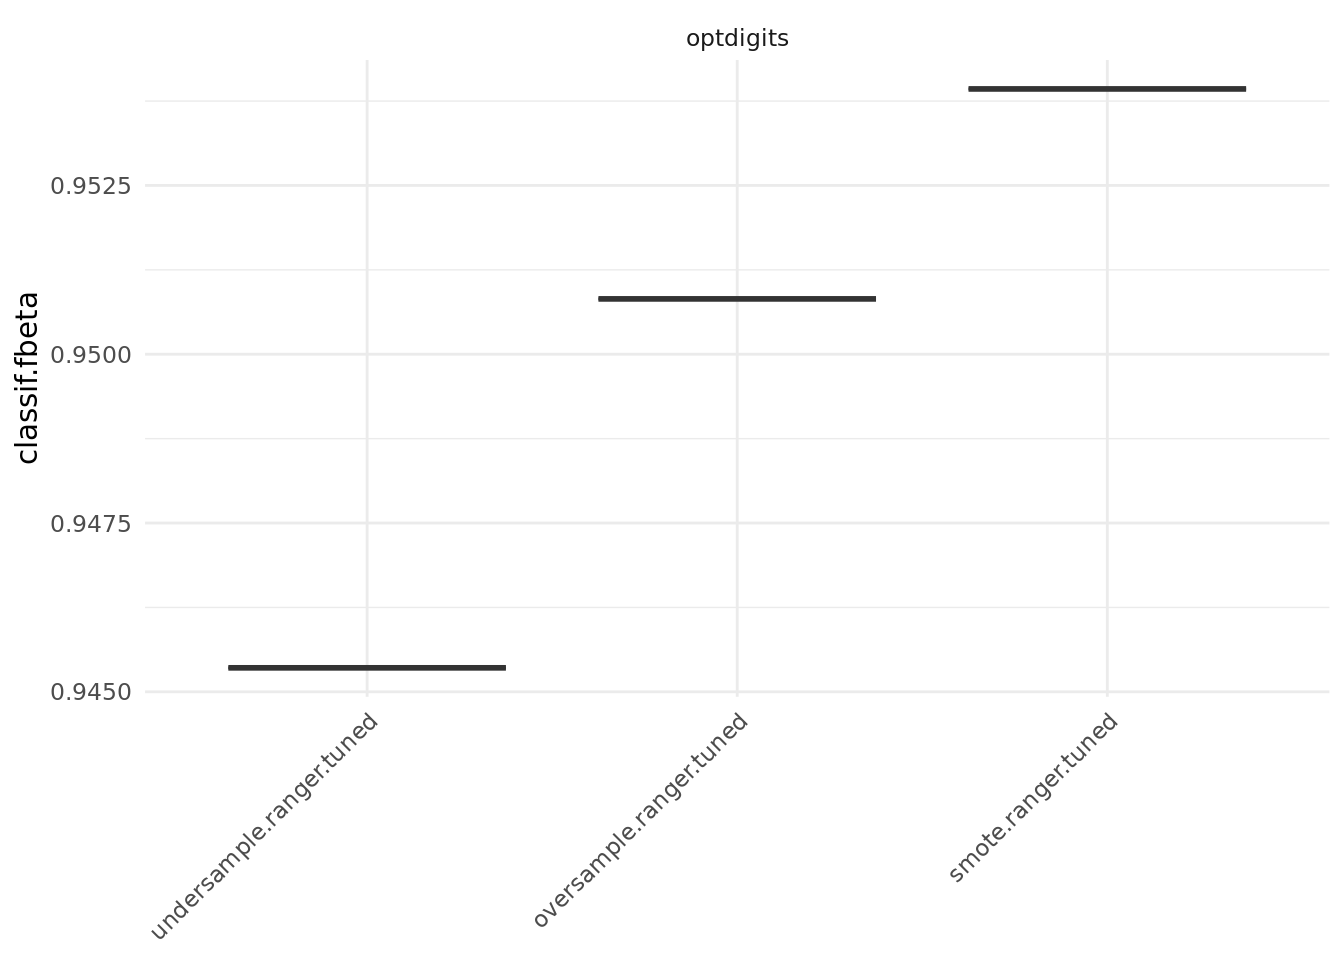 optdigits
classif.fbeta
0.9525
0.9500
0.9475
0.9450
undersample.ranger.tuned
oversample.ranger.tuned
smote.ranger.tuned